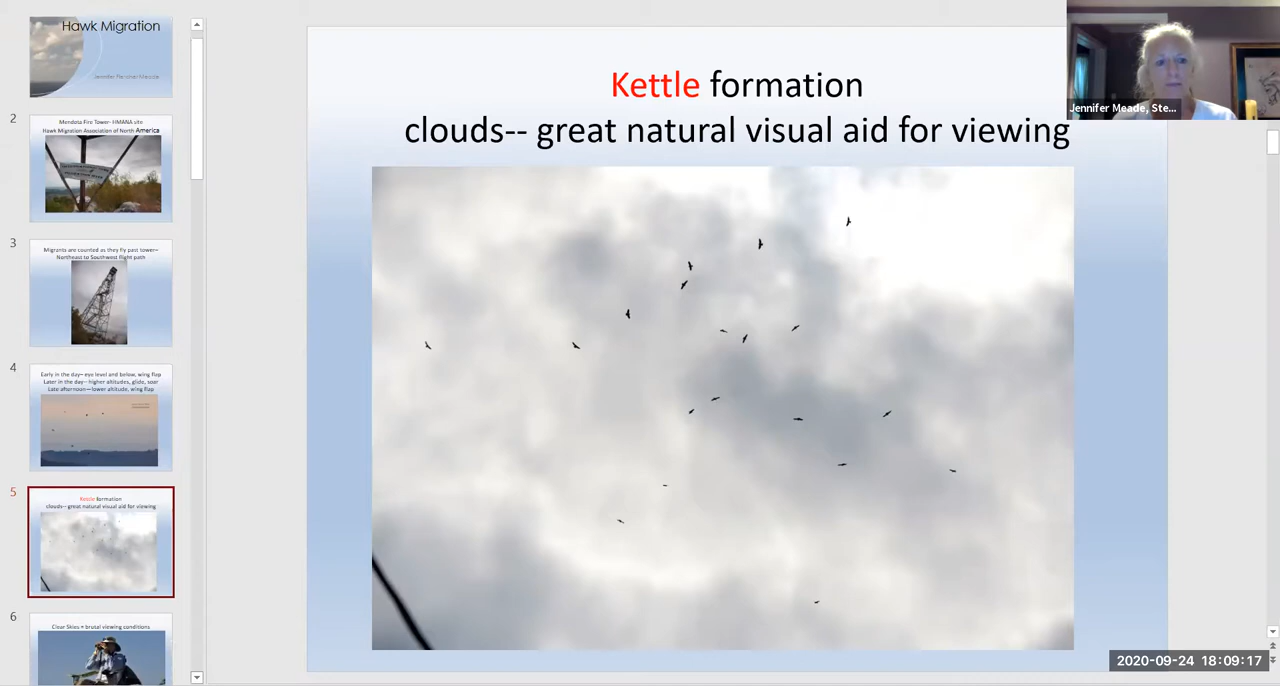 Hawk Migration
Jennifer Fleisher Meade
2
Mendota Fire Tower- HMANA site
Hawk Migration Association of North America
3
Migrants are counted as they fly past tower--
Northeast to Southwest flight path
4
Early in the day-- eye level and below, wing flap
Later in the day-- higher altitudes, glide, soar
Late afternoon--lower altitude, wing flap
5
Kettle formation
clouds-- great natural visual aid for viewing
6
Clear Skies = brutal viewing conditions
Kettle formation
clouds-- great natural visual aid for viewing
Jennifer Meade, Ste...
2020-09-24 18:09:17